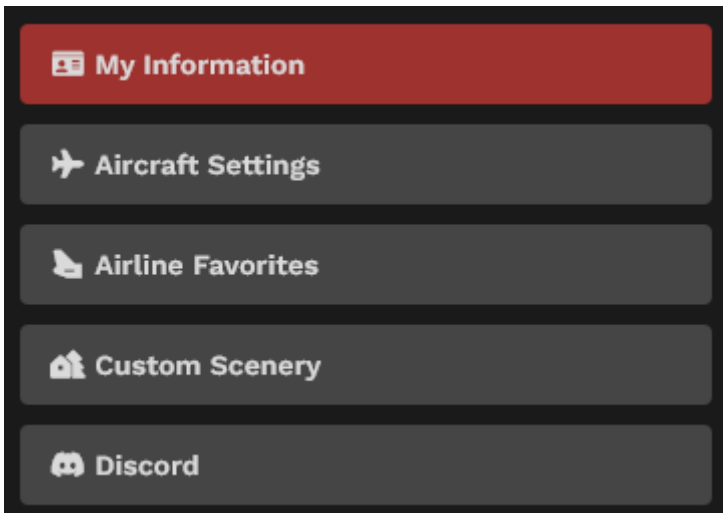 My Information
Aircraft Settings
Airline Favorites
Custom Scenery
Discord